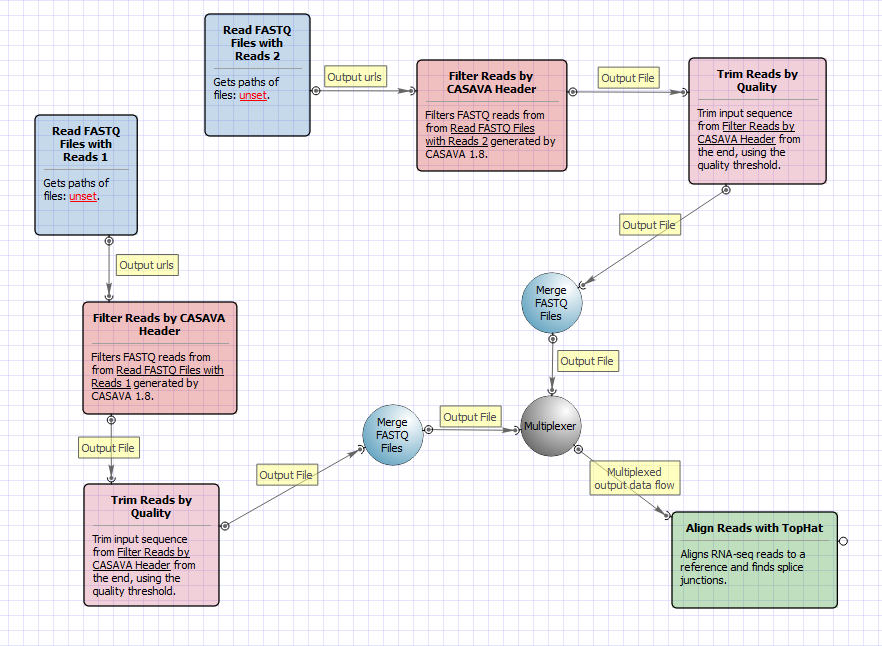 Read FASTQ
Files with
Reads 2
Gets paths of
files: unset.
Output urls
Filter Reads by
CASAVA Header
Filters FASTQ reads from
from Read FASTQ Files
with Reads 2 generated by
CASAVA 1.8.
Output File
Trim Reads by
Quality
Trim input sequence
from Filter Reads by
CASAVA Header from
the end, using the
quality threshold.
Output File
Merge
FASTQ
Files
Output File
Read FASTQ
Files with
Reads 1
Gets paths of
files: unset.
Output urls
Filter Reads by CASAVA
Header
Filters FASTQ reads from
from Read FASTQ Files with
Reads 1 generated by
CASAVA 1.8.
Output File
Trim Reads by
Quality
Trim input sequence
from Filter Reads by
CASAVA Header from
the end, using the
quality threshold.
Output File
Merge
FASTQ
Files
Output File
Multiplexer
Multiplexed
output data flow
Align Reads with TopHat
Aligns RNA-seq reads to a
reference and finds splice
junctions.